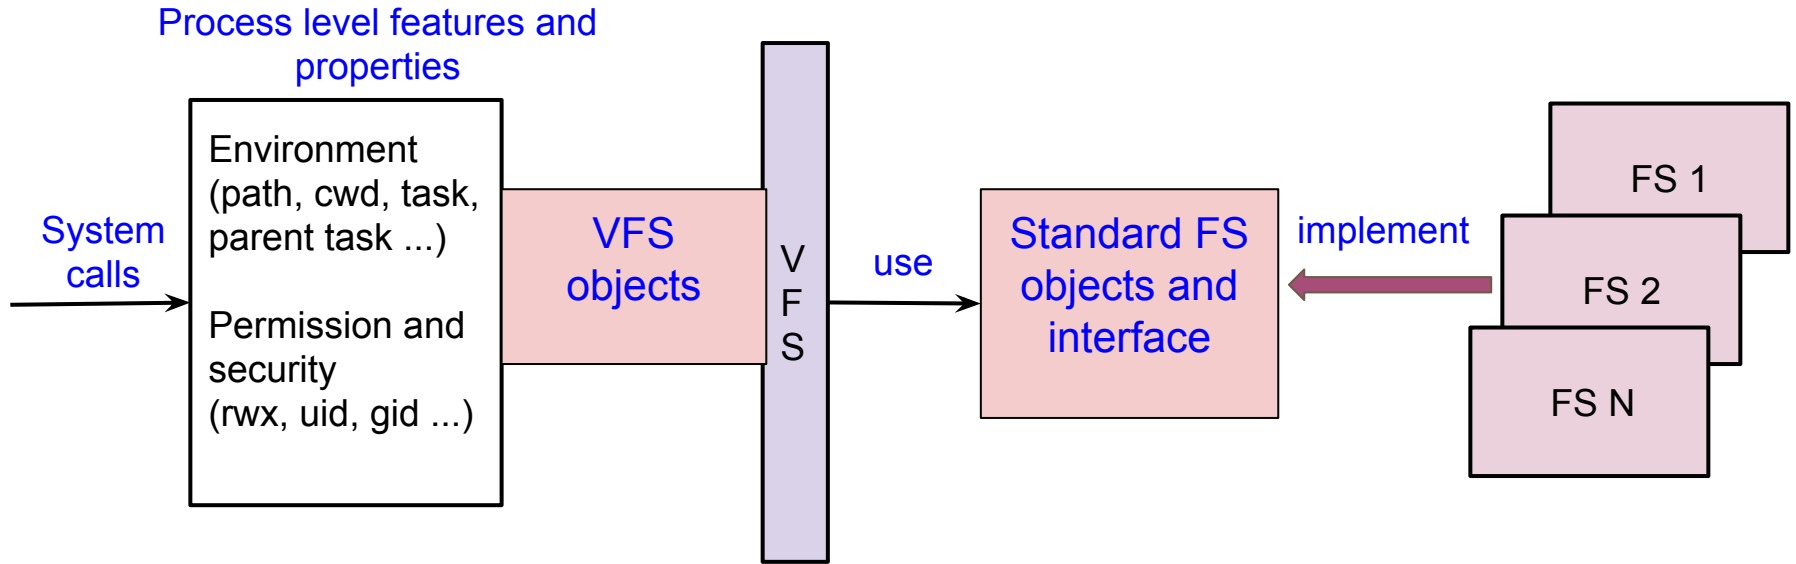 Process level features and
properties
System
calls
Environment
(path, cwd, task,
parent task ...)
Permission and
security
(rwx, uid, gid ...)
VFS
objects
V
F
S
use
Standard FS
objects and
interface
implement
FS 1
FS 2
FS N